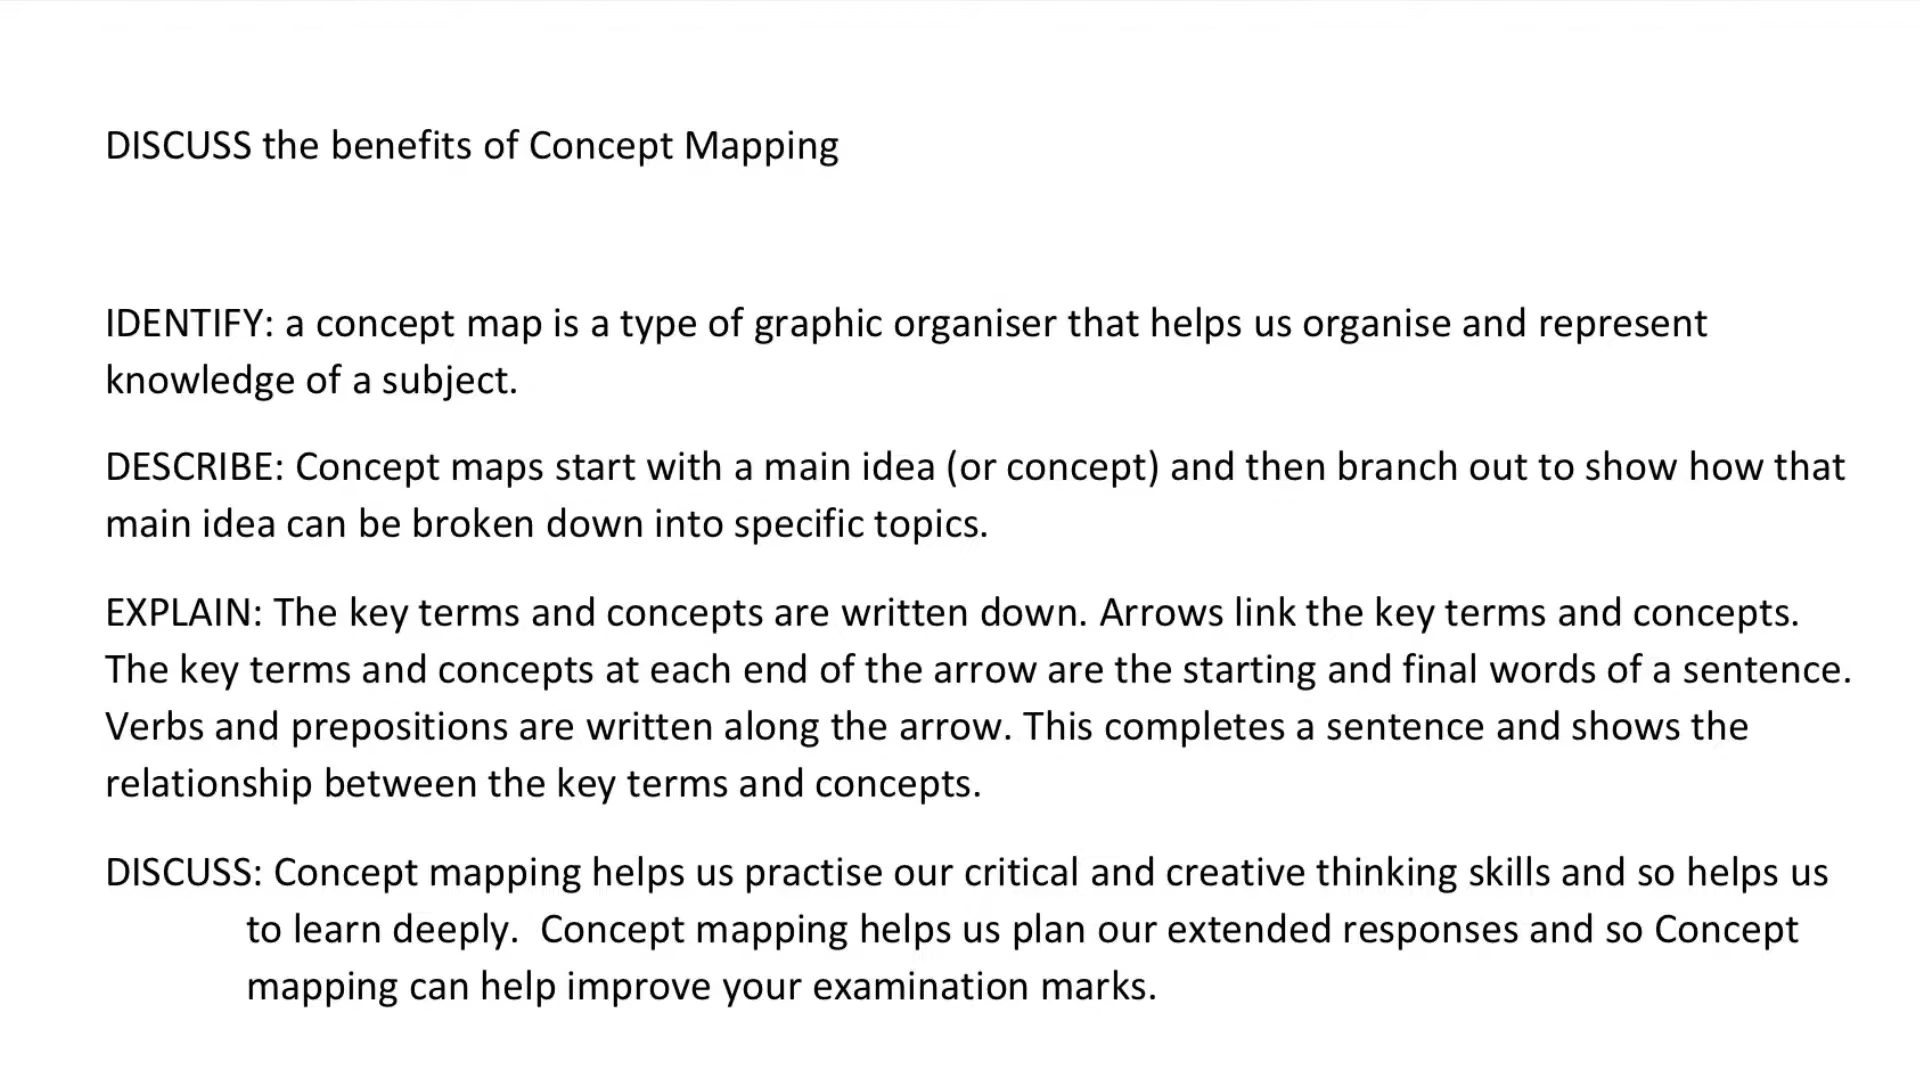 DISCUSS the benefits of Concept Mapping
IDENTIFY: a concept map is a type of graphic organiser that helps us organise and represent
knowledge of a subject.
DESCRIBE: Concept maps start with a main idea (or concept) and then branch out to show how that
main idea can be broken down into specific topics.
EXPLAIN: The key terms and concepts are written down. Arrows link the key terms and concepts.
The key terms and concepts at each end of the arrow are the starting and final words of a sentence.
Verbs and prepositions are written along the arrow. This completes a sentence and shows the
relationship between the key terms and concepts.
DISCUSS: Concept mapping helps us practise our critical and creative thinking skills and so helps us
to learn deeply.  Concept mapping helps us plan our extended responses and so Concept
mapping can help improve your examination marks.